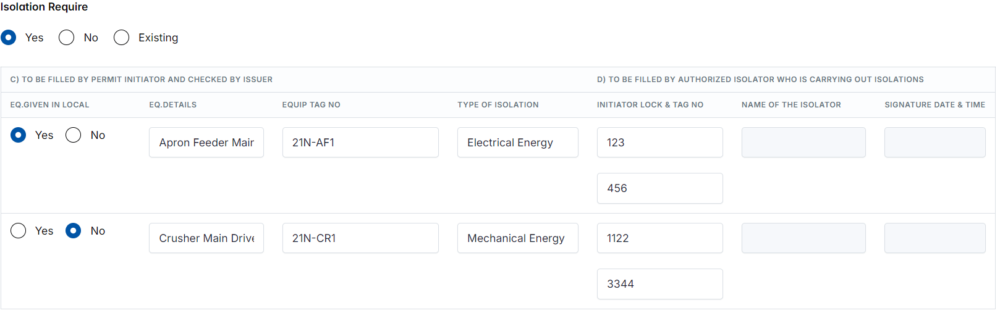 Isolation Require
Yes No Existing
C) TO BE FILLED BY PERMIT INITIATOR AND CHECKED BY ISSUER D) TO BE FILLED BY AUTHORIZED ISOLATOR WHO IS CARRYING OUT ISOLATIONS
EQ.GIVEN IN LOCAL EQ.DETAILS EQUIP TAG NO TYPE OF ISOLATION INITIATOR LOCK & TAG NO NAME OF THE ISOLATOR SIGNATURE DATE & TIME
Yes No Apron Feeder Main 21N-AF1 Electrical Energy 123
456
Yes No Crusher Main Drive 21N-CR1 Mechanical Energy 1122
3344